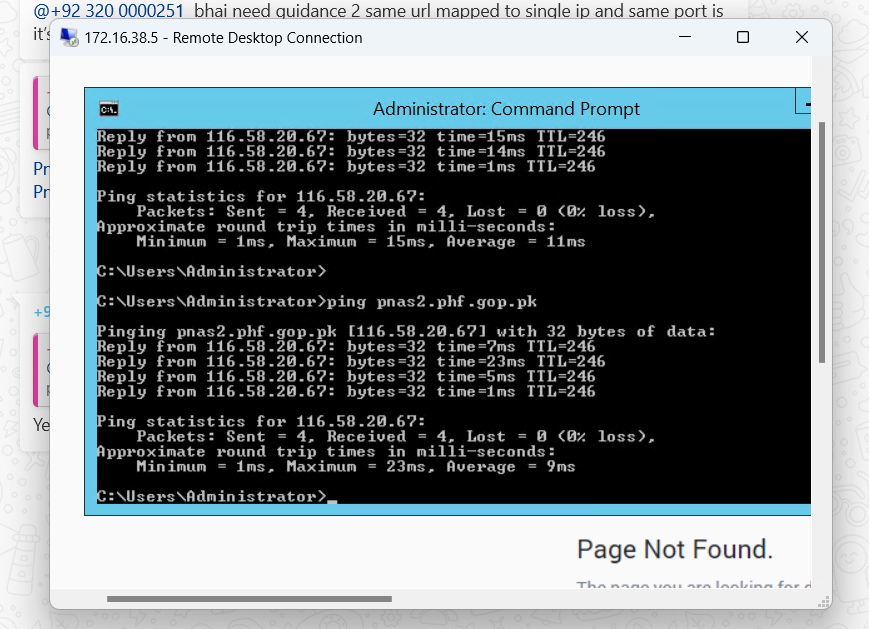 @+92 320 0000251 bhai need guidance 2 same url mapped to single ip and same port is
it's
172.16.38.5 - Remote Desktop Connection
Administrator: Command Prompt
Reply from 116.58.20.67: bytes=32 time=15ms TTL=246
Reply from 116.58.20.67: bytes=32 time=14ms TTL=246
Reply from 116.58.20.67: bytes=32 time=1ms TTL=246
Ping statistics for 116.58.20.67:
Packets: Sent = 4, Received = 4, Lost = 0 (0% loss),
Approximate round trip times in milli-seconds:
Minimum = 1ms, Maximum = 15ms, Average = 11ms
C:\Users\Administrator>
C:\Users\Administrator>ping pnas2.phf.gop.pk
Pinging pnas2.phf.gop.pk [116.58.20.67] with 32 bytes of data:
Reply from 116.58.20.67: bytes=32 time=7ms TTL=246
Reply from 116.58.20.67: bytes=32 time=23ms TTL=246
Reply from 116.58.20.67: bytes=32 time=5ms TTL=246
Reply from 116.58.20.67: bytes=32 time=1ms TTL=246
Ping statistics for 116.58.20.67:
Packets: Sent = 4, Received = 4, Lost = 0 (0% loss),
Approximate round trip times in milli-seconds:
Minimum = 1ms, Maximum = 23ms, Average = 9ms
C:\Users\Administrator>_
Page Not Found.
The page you are looking for